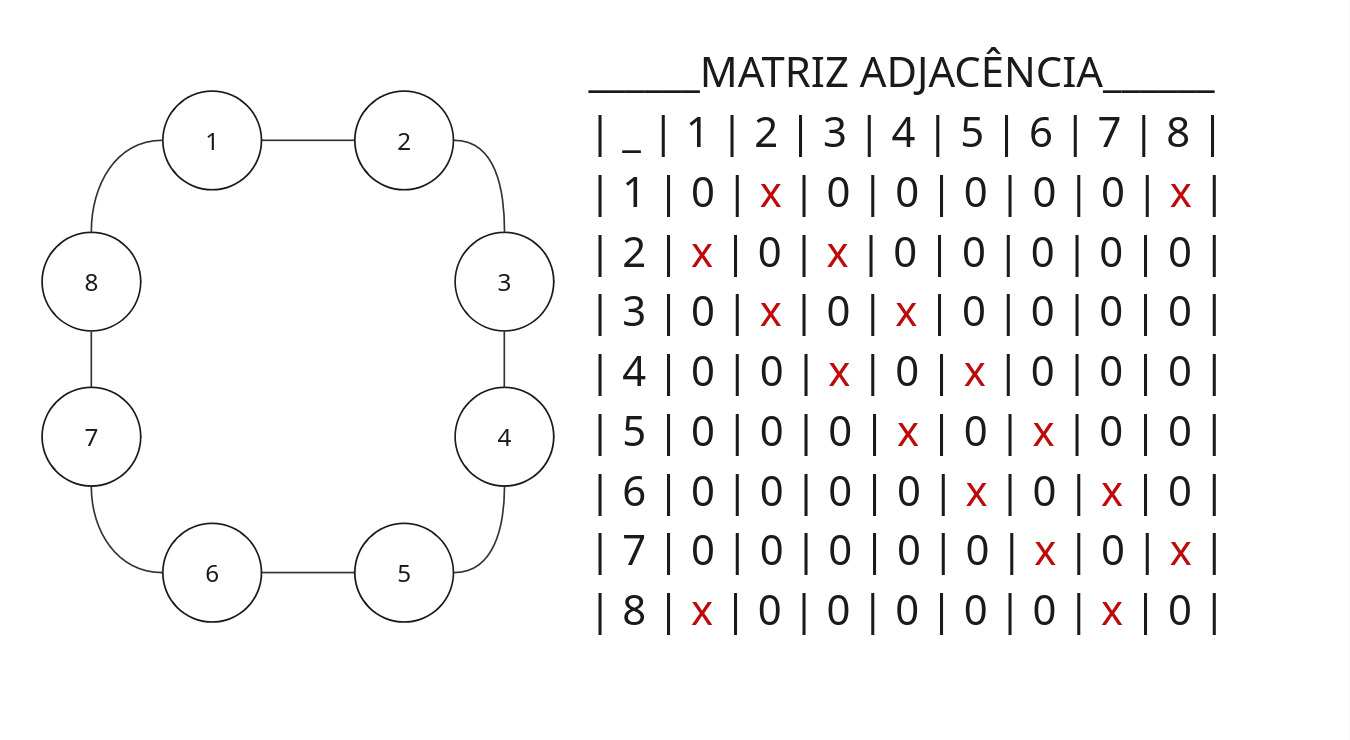 1 2
8 3
7 4
6 5
______MATRIZ ADJACÊNCIA______
| _ | 1 | 2 | 3 | 4 | 5 | 6 | 7 | 8 |
| 1 | 0 | x | 0 | 0 | 0 | 0 | 0 | x |
| 2 | x | 0 | x | 0 | 0 | 0 | 0 | 0 |
| 3 | 0 | x | 0 | x | 0 | 0 | 0 | 0 |
| 4 | 0 | 0 | x | 0 | x | 0 | 0 | 0 |
| 5 | 0 | 0 | 0 | x | 0 | x | 0 | 0 |
| 6 | 0 | 0 | 0 | 0 | x | 0 | x | 0 |
| 7 | 0 | 0 | 0 | 0 | 0 | x | 0 | x |
| 8 | x | 0 | 0 | 0 | 0 | 0 | x | 0 |